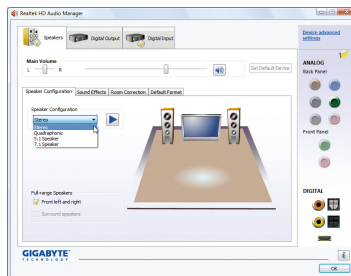 Realtek HD Audio Manager
Speakers
Digital Output
Digital Input
Device advanced
settings
Main Volume
L
R
Set Default Device
ANALOG
Back Panel
Speaker Configuration
Sound Effects
Room Correction
Default Format
Speaker Configuration
Stereo
Stereo
Quadraphonic
5.1 Speaker
7.1 Speaker
Front Panel
Full-range Speakers
Front left and right
Surround speakers
DIGITAL
GIGABYTE
TECHNOLOGY
OK